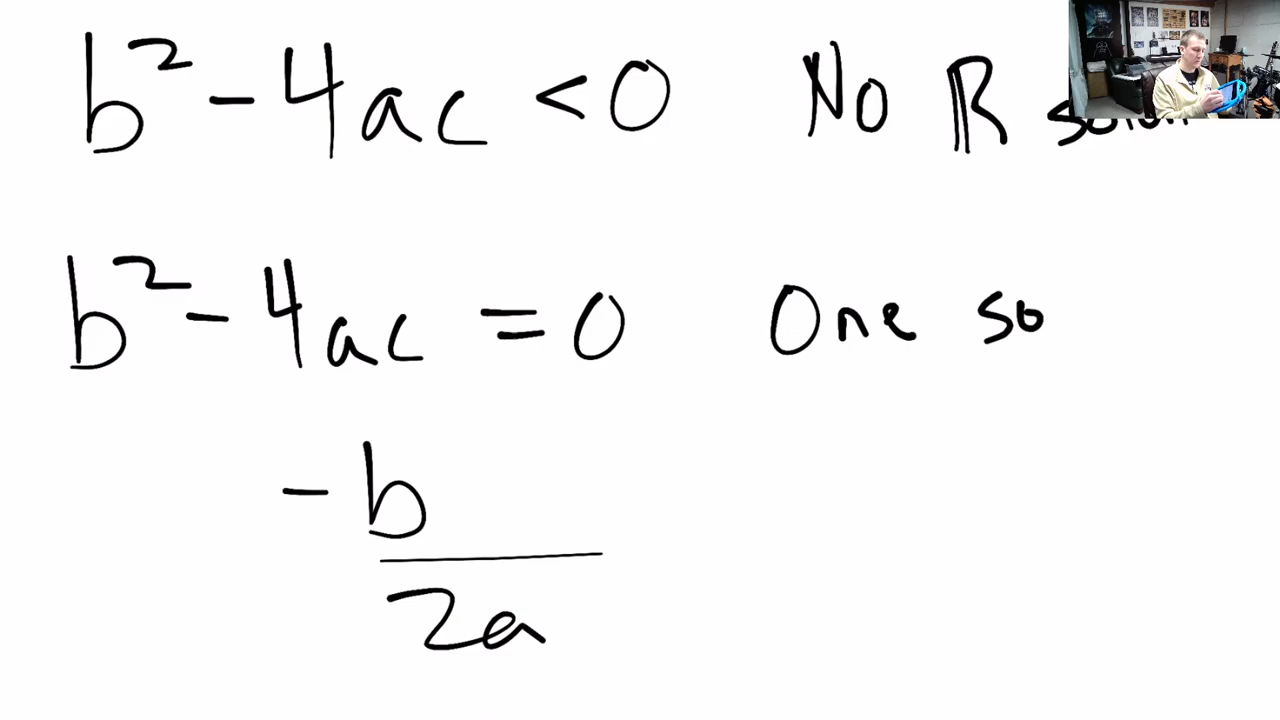 b² - 4ac < 0 No ℝ
b² - 4ac = 0 One so
-b
2a